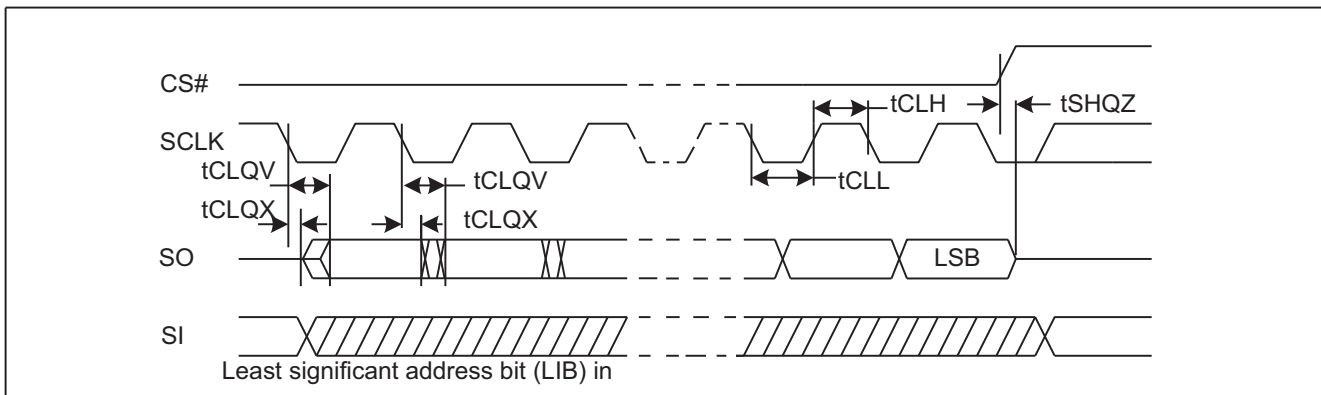 CS#
tCLH
tSHQZ
SCLK
tCLQV
tCLQV
tCLL
tCLQX
tCLQX
SO
LSB
SI
Least significant address bit (LIB) in